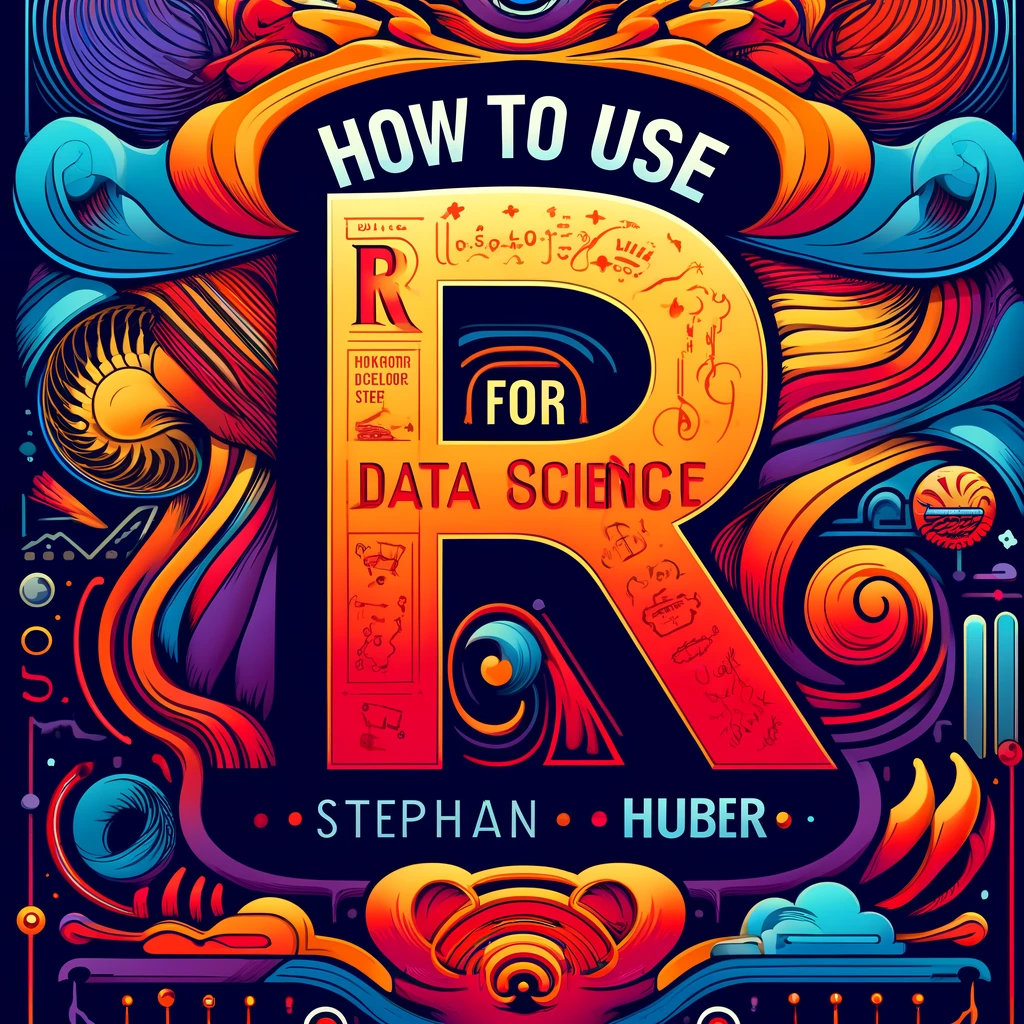 HOW TO USE
R
R
FOR
DATA SCIENCE
STEPHAN HUBER